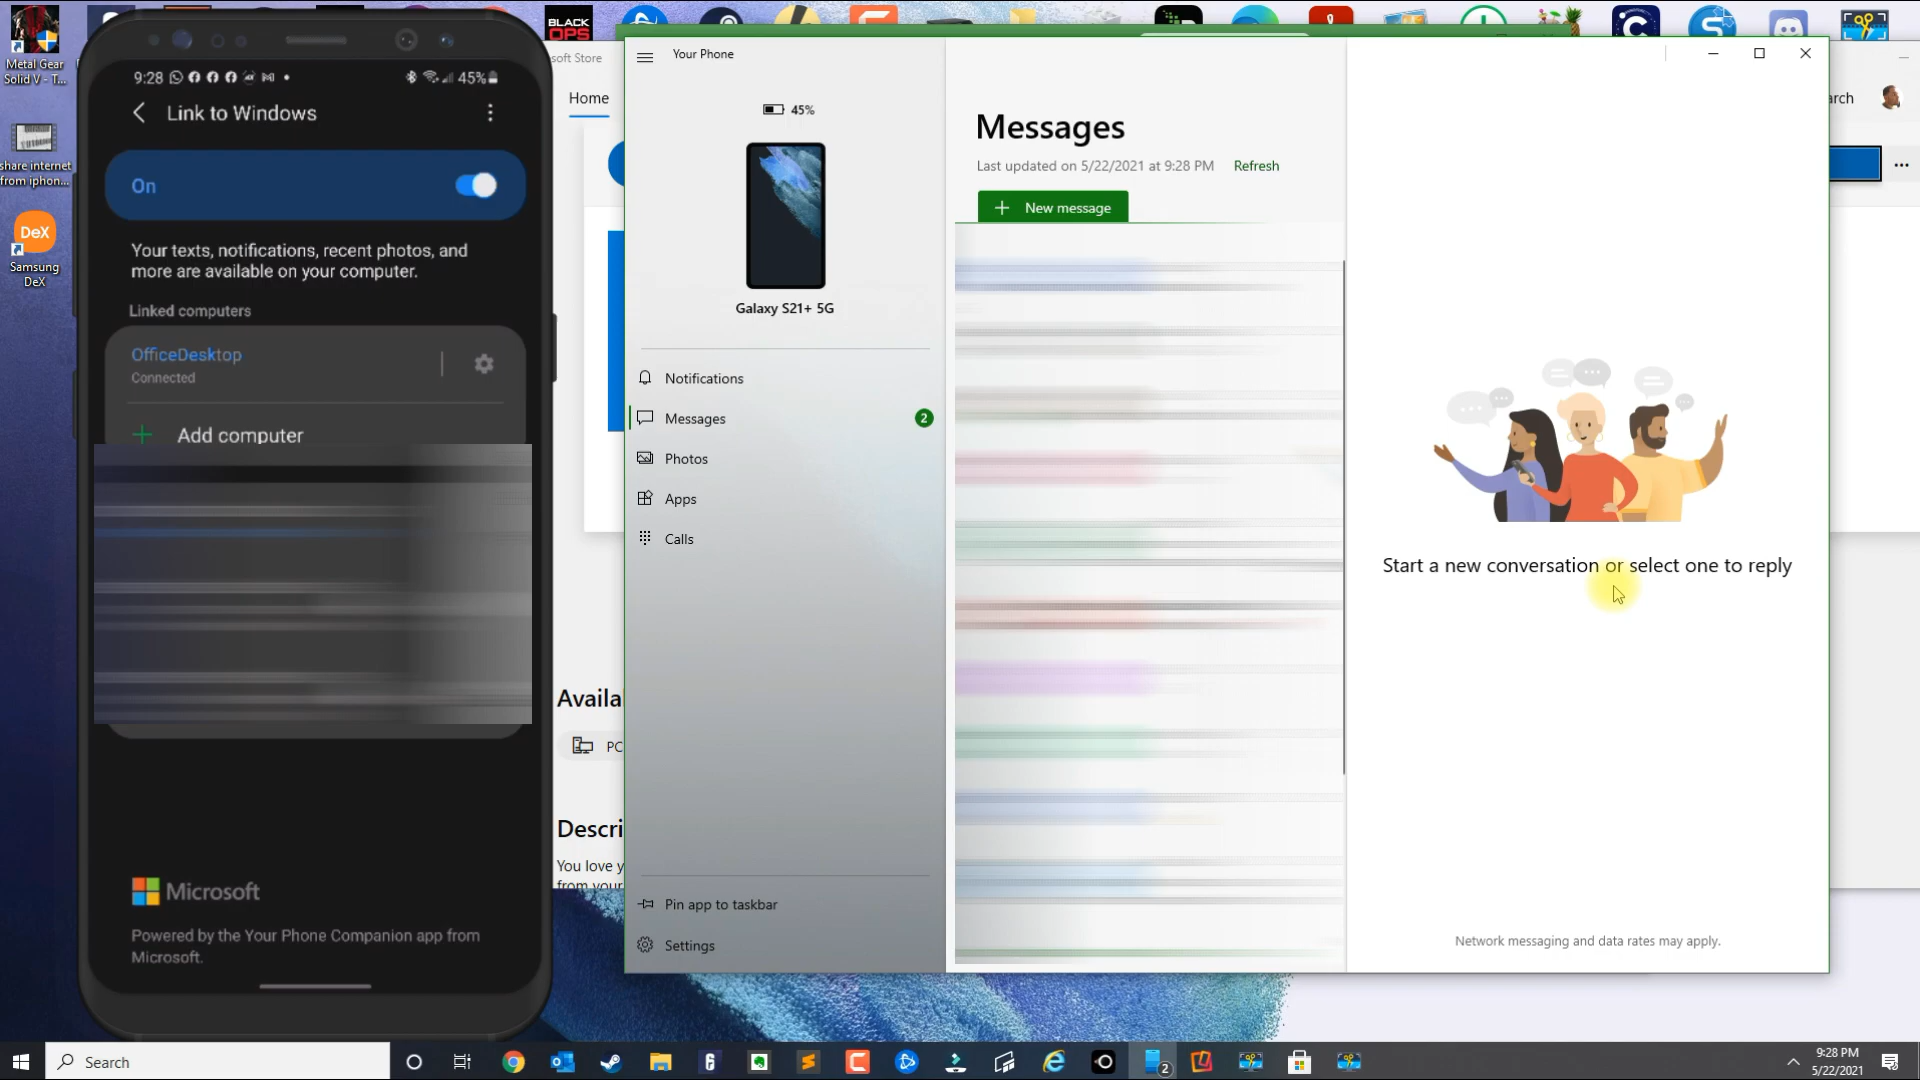 Metal Gear
Solid V - T...
share internet
from iphon...
DeX
Samsung
DeX
BLACK
OPS
9:28
45%
Link to Windows
On
Your texts, notifications, recent photos, and
more are available on your computer.
Linked computers
OfficeDesktop
Connected
Add computer
Microsoft
Powered by the Your Phone Companion app from
Microsoft.
soft Store
Home
Availa
PC
Descri
You love y
from your
Your Phone
45%
Galaxy S21+ 5G
Notifications
Messages
2
Photos
Apps
Calls
Pin app to taskbar
Settings
Messages
Last updated on 5/22/2021 at 9:28 PM Refresh
New message
Start a new conversation or select one to reply
Network messaging and data rates may apply.
arch
Search
2
9:28 PM
5/22/2021